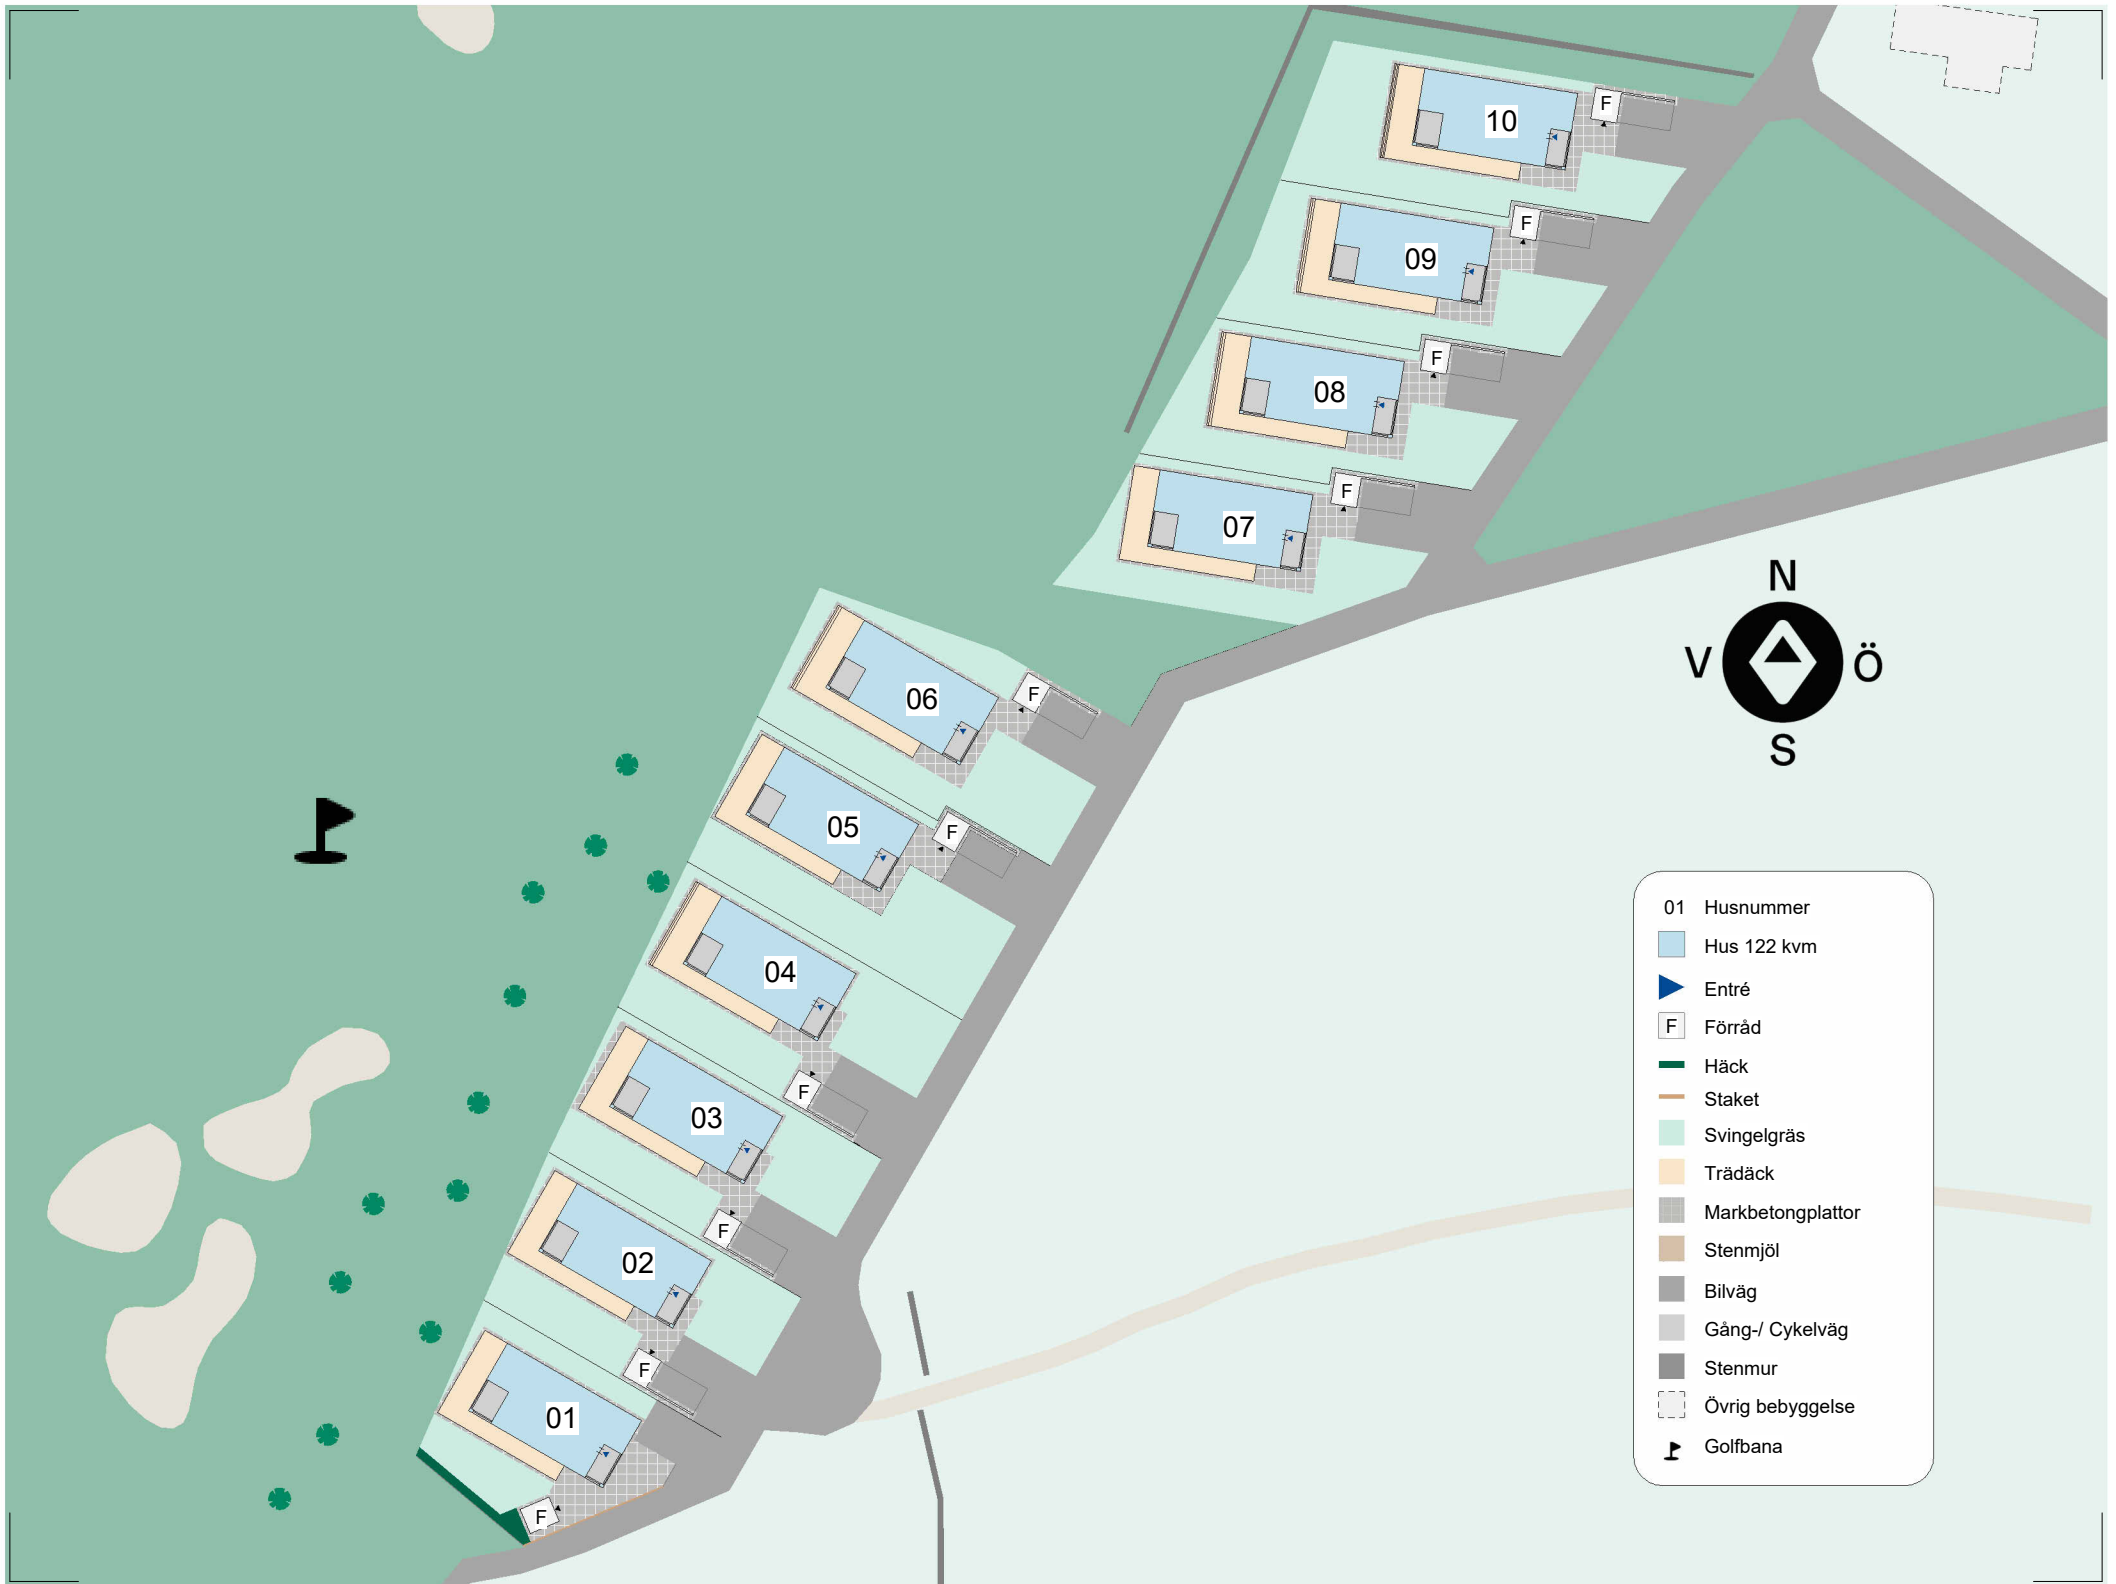 10
F
09
F
08
F
07
F
N
V
Ö
S
06
F
05
F
04
F
03
F
02
F
01
F
01 Husnummer
Hus 122 kvm
Entré
F Förråd
Häck
Staket
Svingelgräs
Trädäck
Markbetongplattor
Stenmjöl
Bilväg
Gång-/ Cykelväg
Stenmur
Övrig bebyggelse
Golfbana